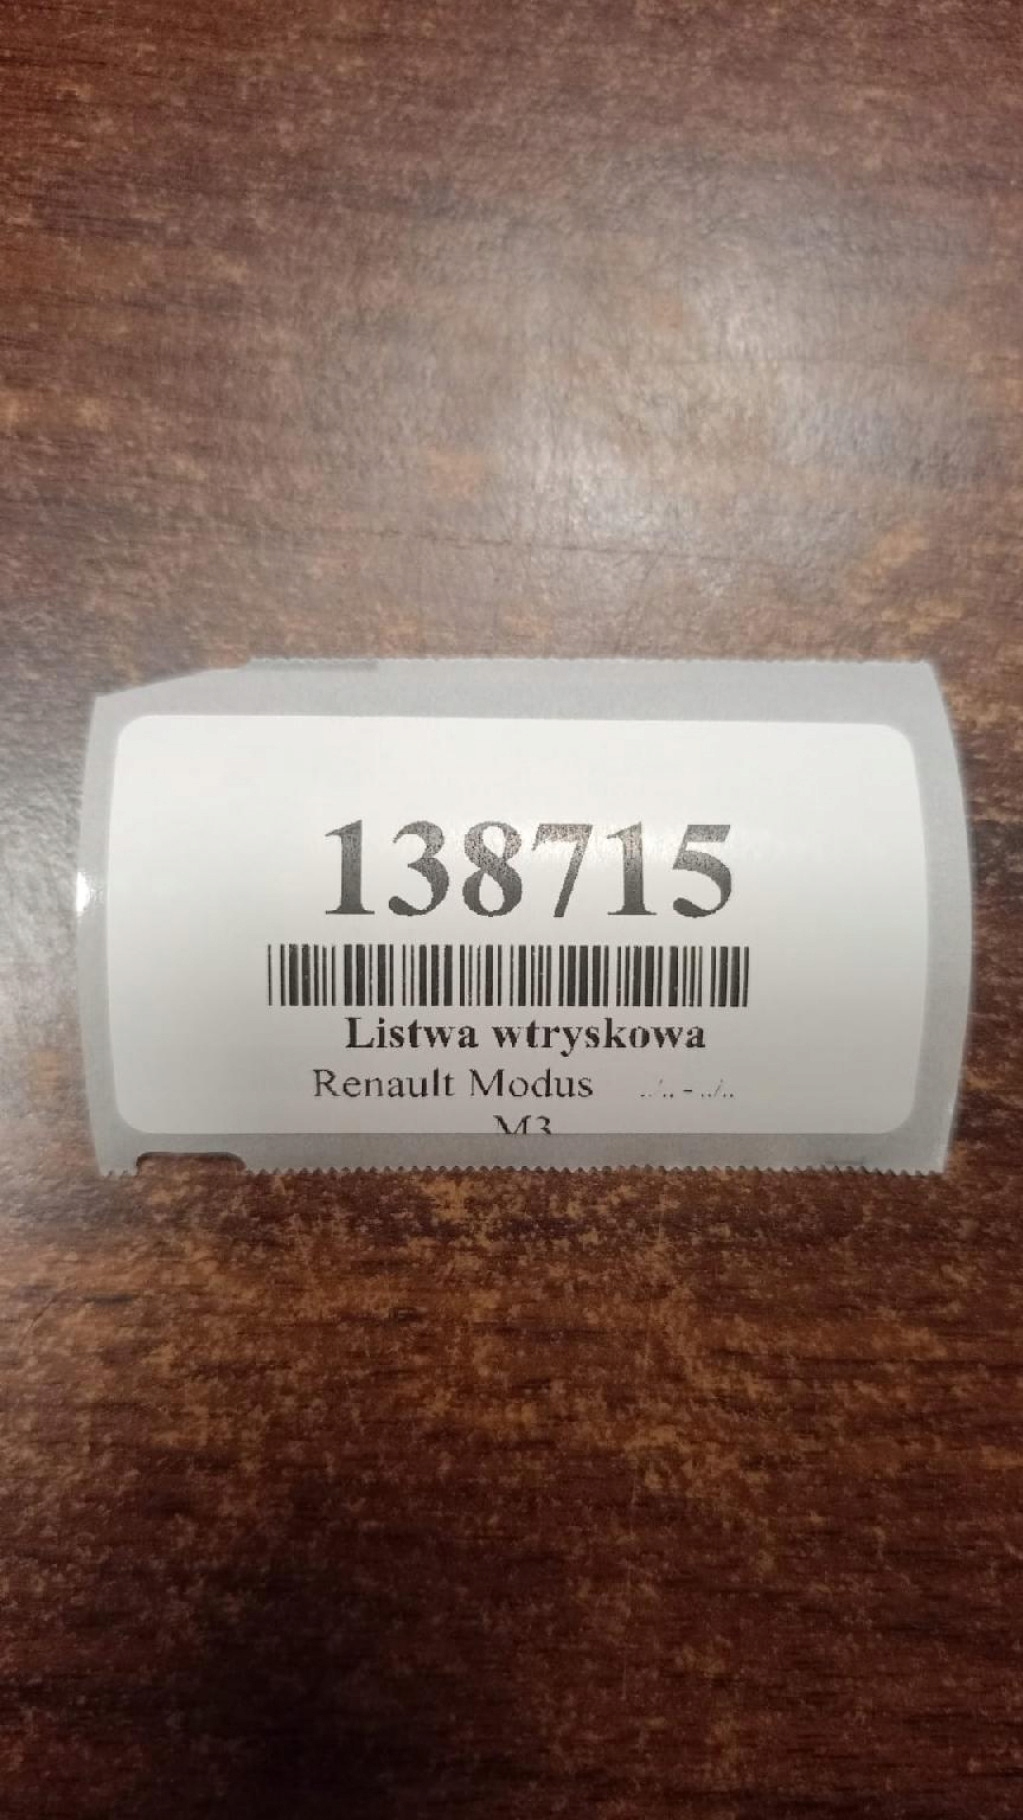 138715
Listwa wtryskowa
Renault Modus ../.. - ../..
M3